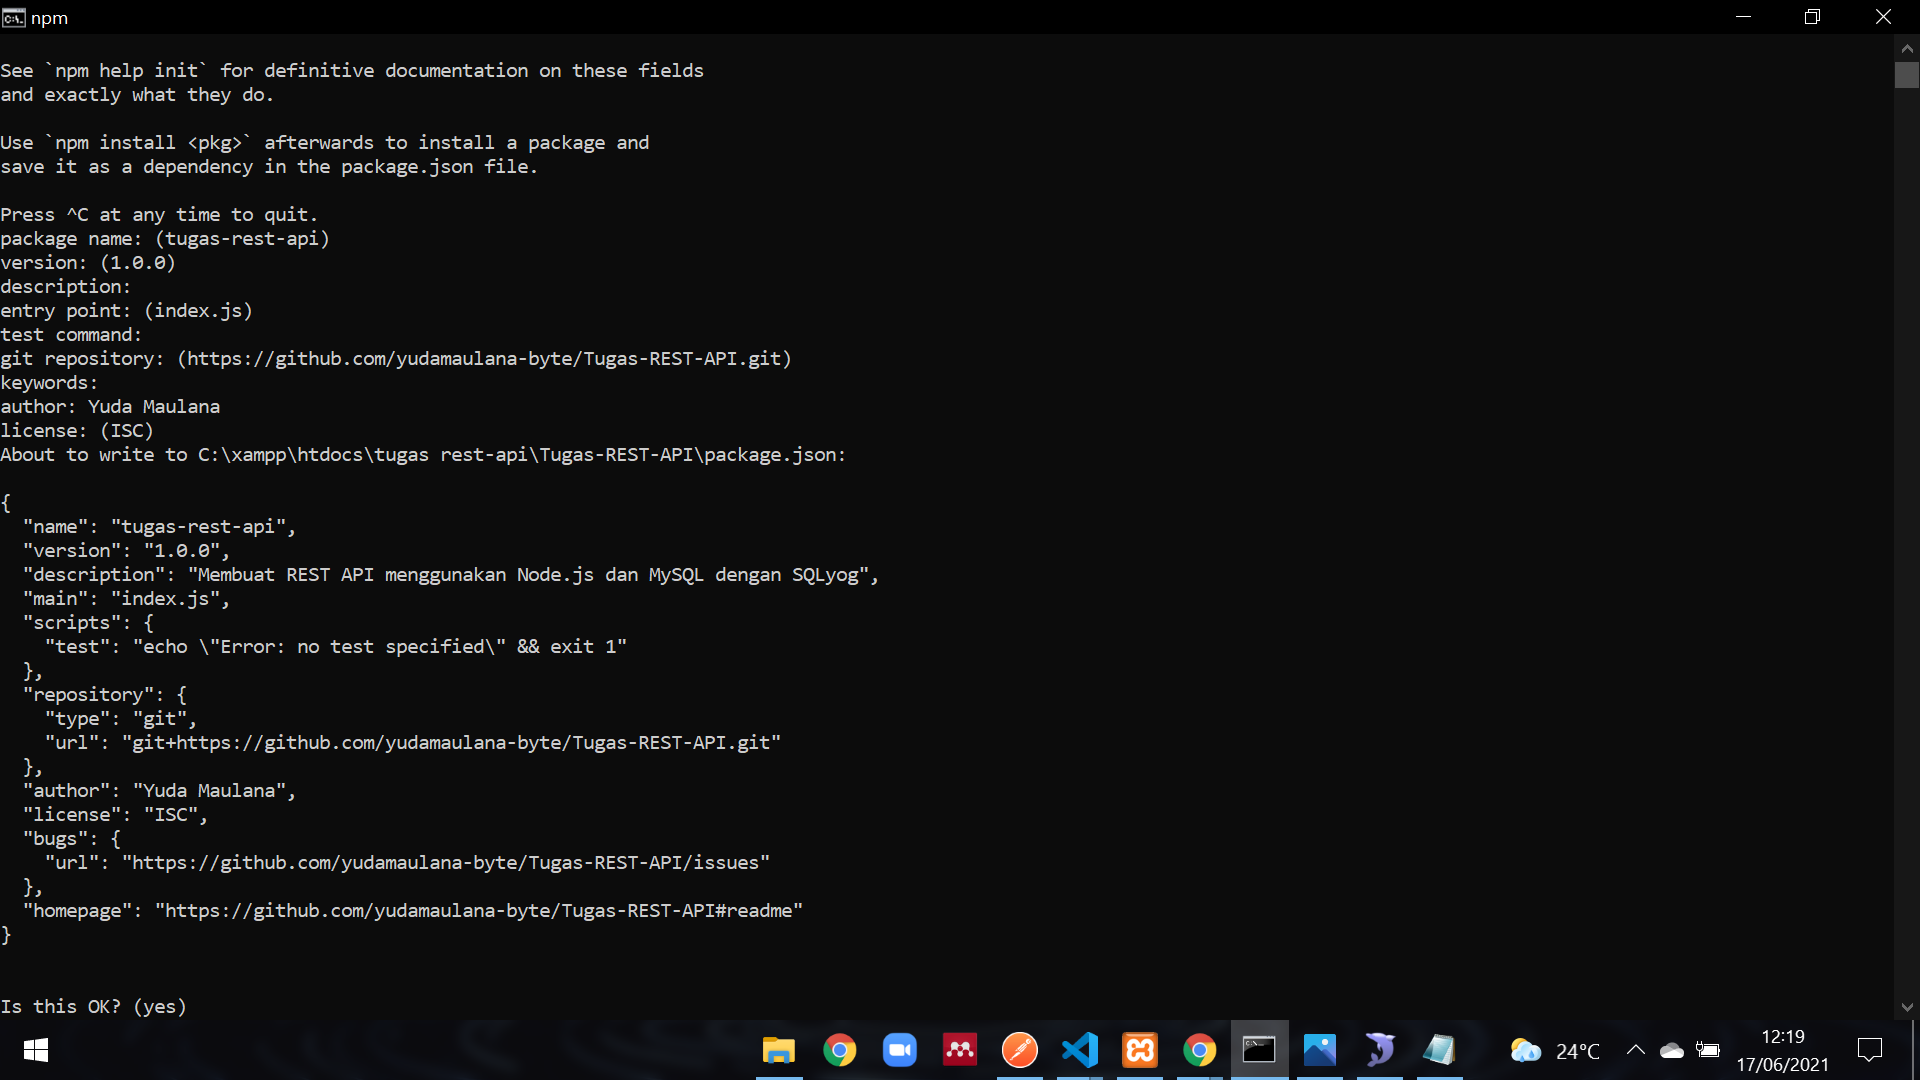 npm
See `npm help init` for definitive documentation on these fields
and exactly what they do.
Use `npm install <pkg>` afterwards to install a package and
save it as a dependency in the package.json file.
Press ^C at any time to quit.
package name: (tugas-rest-api)
version: (1.0.0)
description:
entry point: (index.js)
test command:
git repository: (https://github.com/yudamaulana-byte/Tugas-REST-API.git)
keywords:
author: Yuda Maulana
license: (ISC)
About to write to C:\xampp\htdocs\tugas rest-api\Tugas-REST-API\package.json:
{
  "name": "tugas-rest-api",
  "version": "1.0.0",
  "description": "Membuat REST API menggunakan Node.js dan MySQL dengan SQLyog",
  "main": "index.js",
  "scripts": {
    "test": "echo \"Error: no test specified\" && exit 1"
  },
  "repository": {
    "type": "git",
    "url": "git+https://github.com/yudamaulana-byte/Tugas-REST-API.git"
  },
  "author": "Yuda Maulana",
  "license": "ISC",
  "bugs": {
    "url": "https://github.com/yudamaulana-byte/Tugas-REST-API/issues"
  },
  "homepage": "https://github.com/yudamaulana-byte/Tugas-REST-API#readme"
}
Is this OK? (yes)
24°C
12:19
17/06/2021